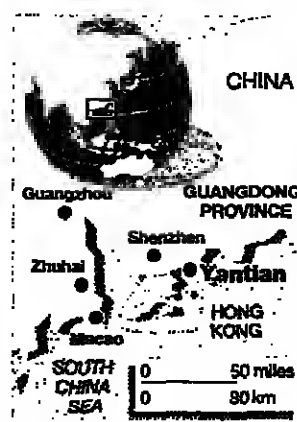 CHINA
Guangzhou
GUANGDONG
PROVINCE
Shenzhen
Yantian
Zhuhai
HONG
KONG
Macao
SOUTH
CHINA
SEA
0 50 miles
0 80 km